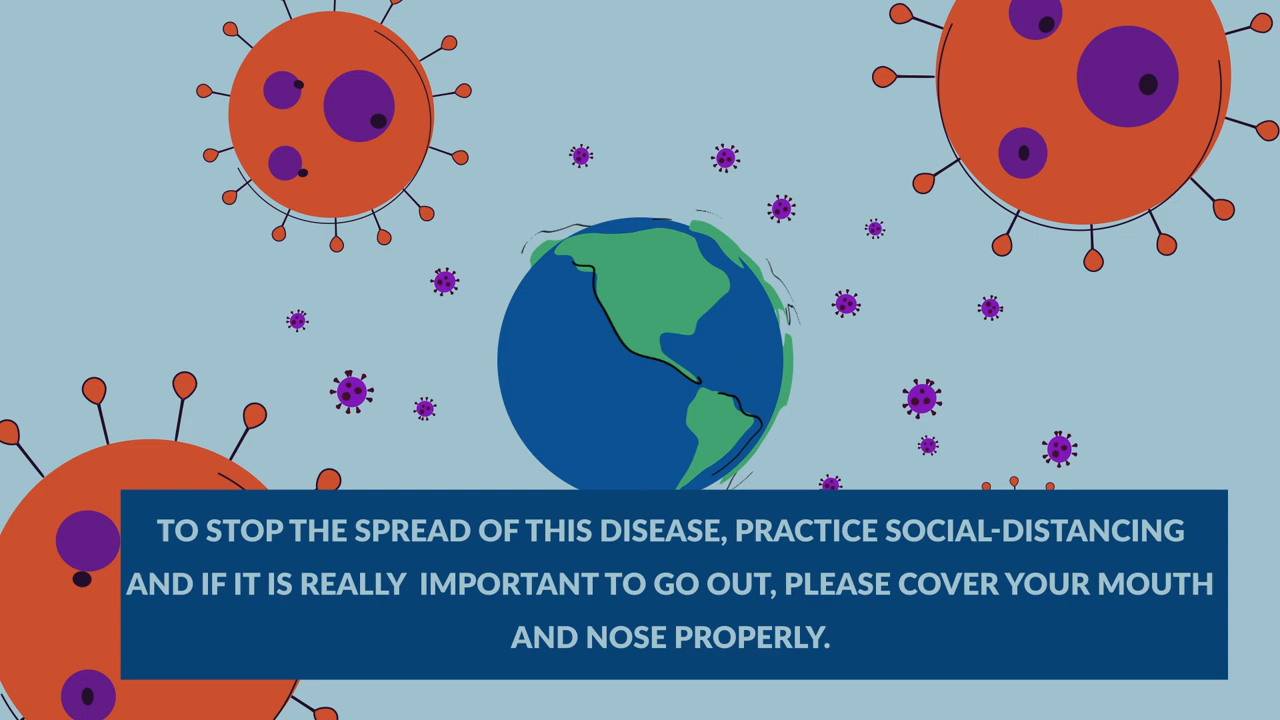 TO STOP THE SPREAD OF THIS DISEASE, PRACTICE SOCIAL-DISTANCING
AND IF IT IS REALLY IMPORTANT TO GO OUT, PLEASE COVER YOUR MOUTH
AND NOSE PROPERLY.